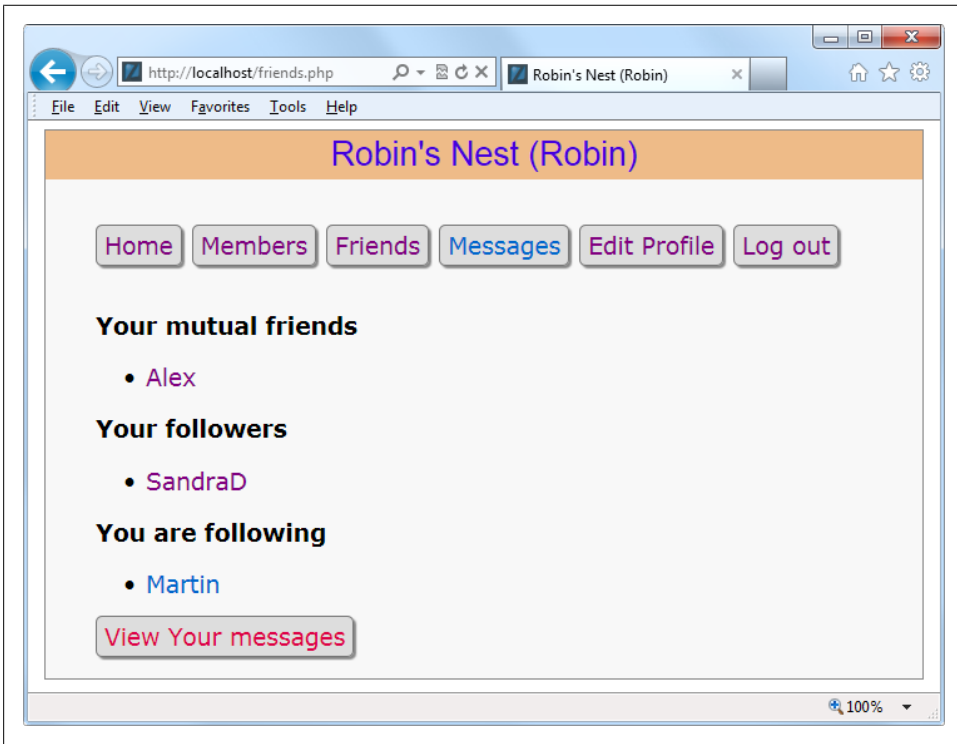 http://localhost/friends.php
Robin's Nest (Robin)
File Edit View Favorites Tools Help
Robin's Nest (Robin)
Home Members Friends Messages Edit Profile Log out
Your mutual friends
• Alex
Your followers
• SandraD
You are following
• Martin
View Your messages
100%